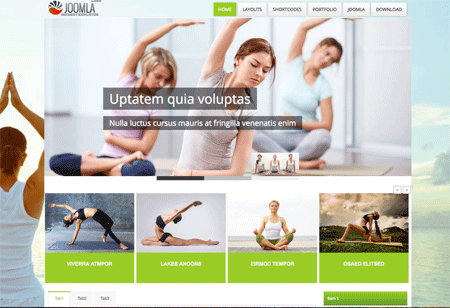 JOOMLA
HOME LAYOUTS SHORTCODES PORTFOLIO JOOMLA DOWNLOAD
Uptatem quia voluptas
Nulla luctus cursus mauris at fringilla venenatis enim
VIVERRA ATMPOR LAKES ANOONS EIRMOD TEMPOR OSAED ELITSED
Tab1 Tab2 Tab3 Item 1